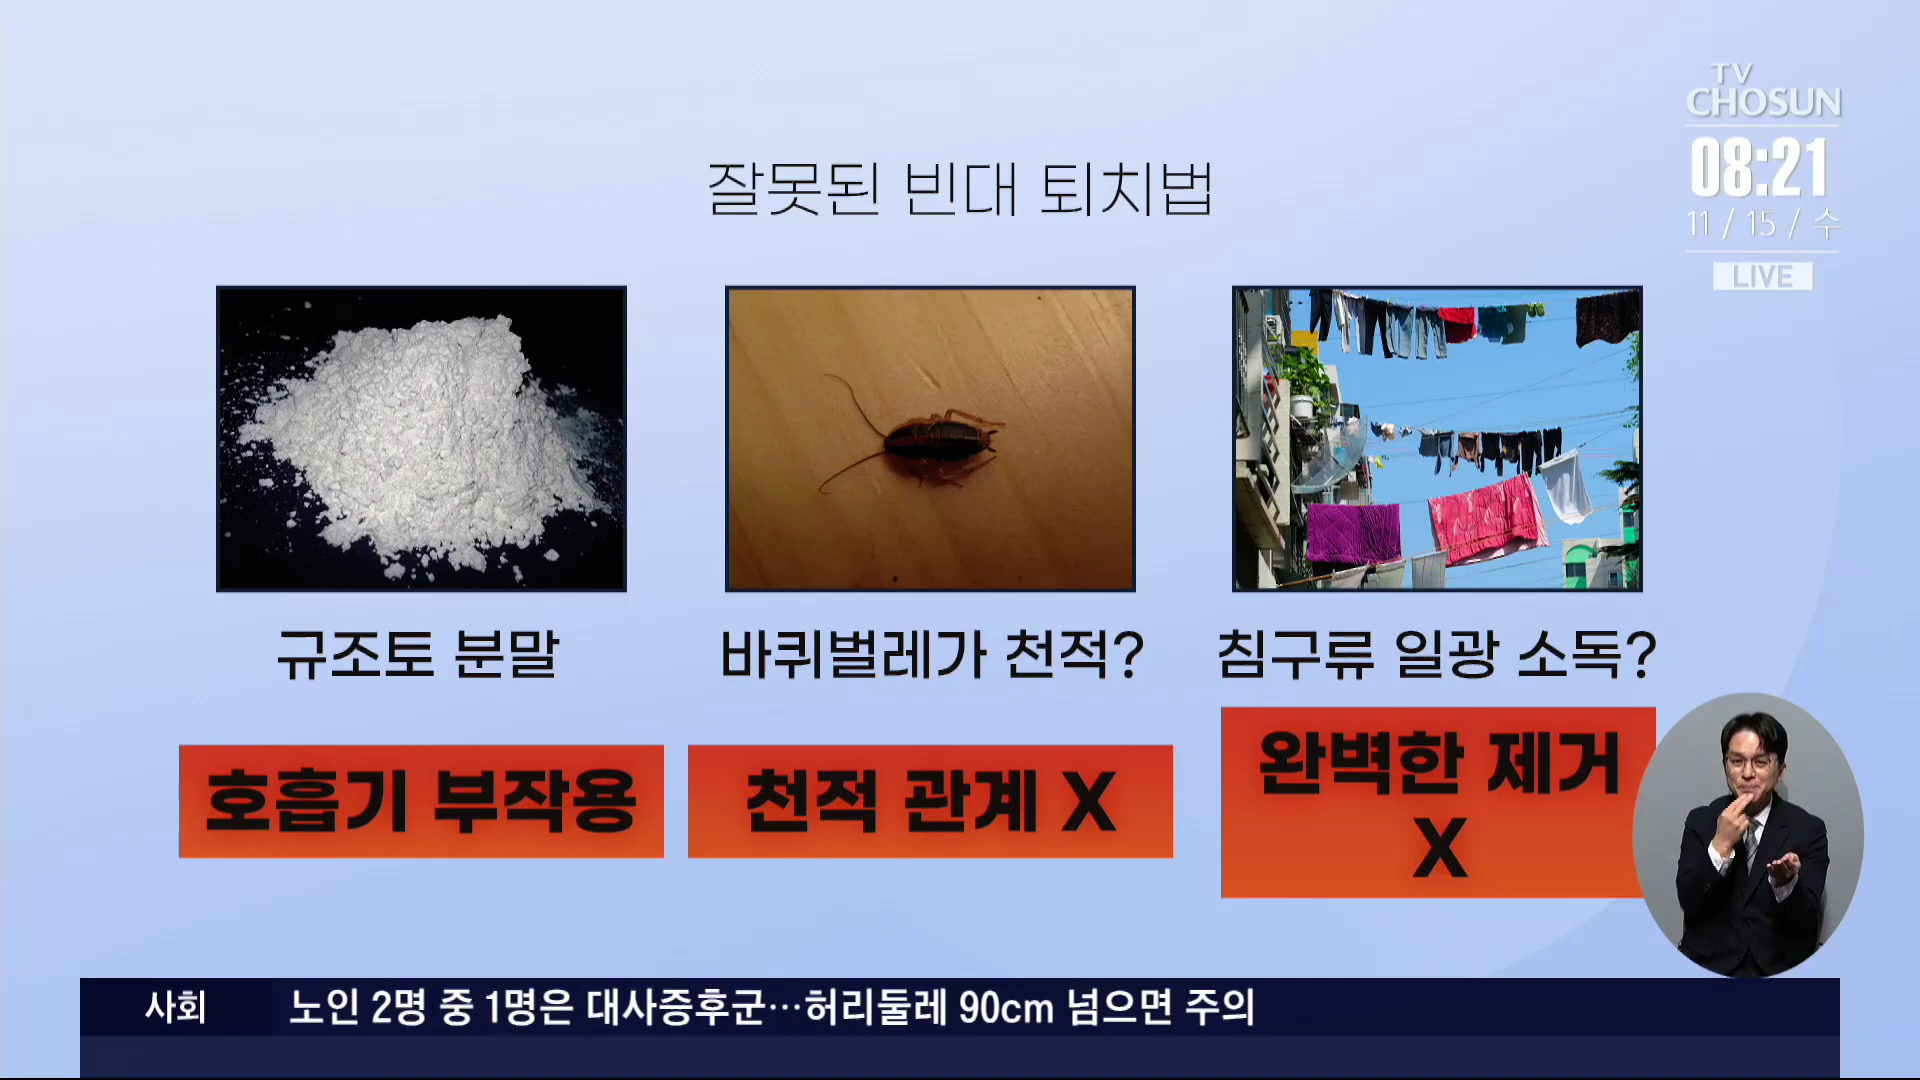 TV
CHOSUN
08:21
11 / 15 / 수
LIVE
잘못된 빈대 퇴치법
규조토 분말
바퀴벌레가 천적?
침구류 일광 소독?
호흡기 부작용
천적 관계 X
완벽한 제거
X
사회
노인 2명 중 1명은 대사증후군…허리둘레 90cm 넘으면 주의